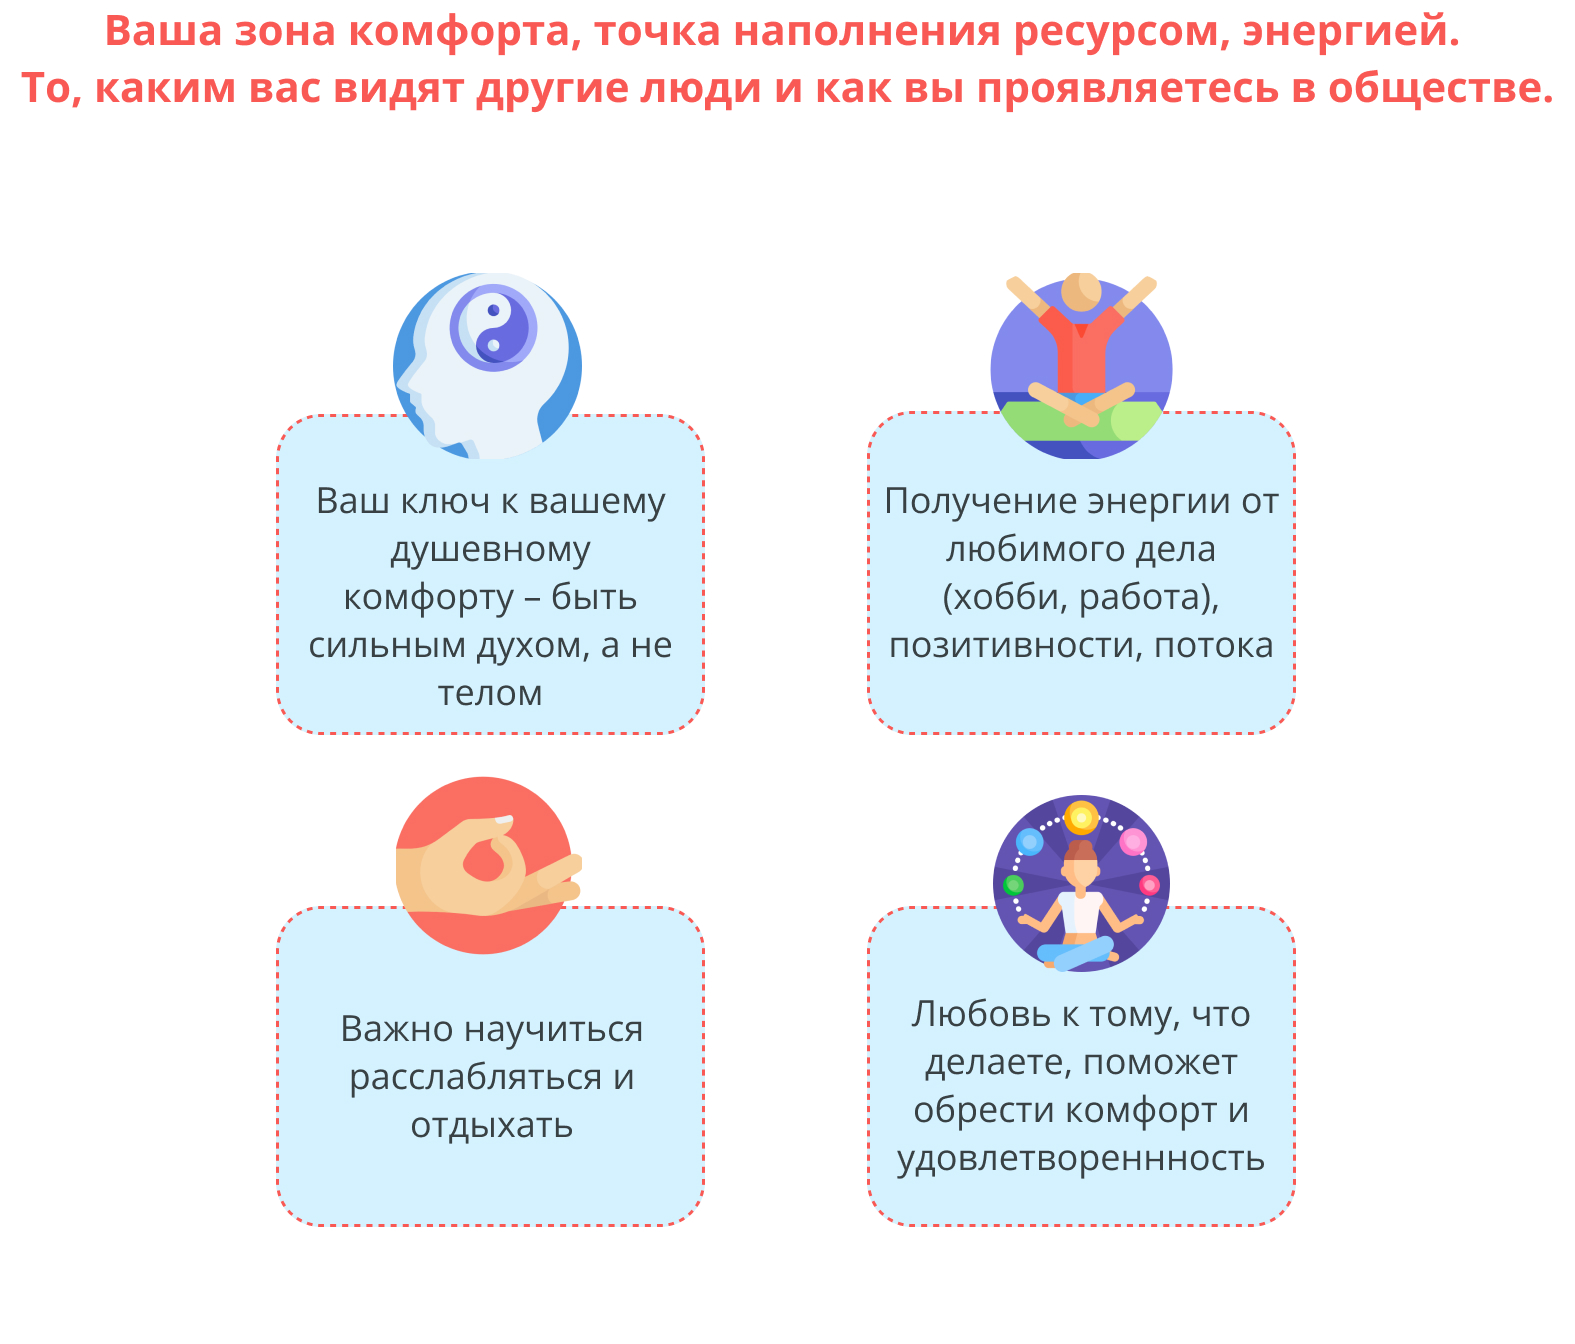 Ваша зона комфорта, точка наполнения ресурсом, энергией.
То, каким вас видят другие люди и как вы проявляетесь в обществе.
Ваш ключ к вашему
душевному
комфорту – быть
сильным духом, а не
телом
Получение энергии от
любимого дела
(хобби, работа),
позитивности, потока
Важно научиться
расслабляться и
отдыхать
Любовь к тому, что
делаете, поможет
обрести комфорт и
удовлетвореннность